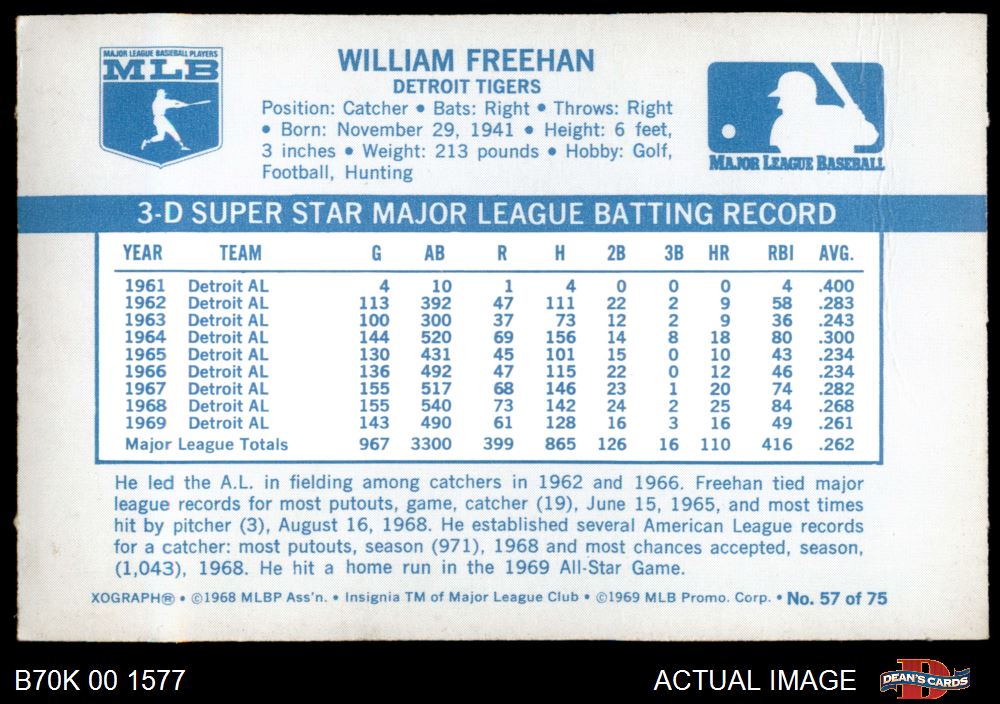 MAJOR LEAGUE BASEBALL PLAYERS
MLB
WILLIAM FREEHAN
DETROIT TIGERS
Position: Catcher • Bats: Right • Throws: Right
• Born: November 29, 1941 • Height: 6 feet,
3 inches • Weight: 213 pounds • Hobby: Golf,
Football, Hunting
MAJOR LEAGUE BASEBALL
3-D SUPER STAR MAJOR LEAGUE BATTING RECORD
YEAR TEAM G AB R H 2B 3B HR RBI AVG.
1961 Detroit AL 4 10 1 4 0 0 0 4 .400
1962 Detroit AL 113 392 47 111 22 2 9 58 .283
1963 Detroit AL 100 300 37 73 12 2 9 36 .243
1964 Detroit AL 144 520 69 156 14 8 18 80 .300
1965 Detroit AL 130 431 45 101 15 0 10 43 .234
1966 Detroit AL 136 492 47 115 22 0 12 46 .234
1967 Detroit AL 155 517 68 146 23 1 20 74 .282
1968 Detroit AL 155 540 73 142 24 2 25 84 .268
1969 Detroit AL 143 490 61 128 16 3 16 49 .261
Major League Totals 967 3300 399 865 126 16 110 416 .262
He led the A.L. in fielding among catchers in 1962 and 1966. Freehan tied major
league records for most putouts, game, catcher (19), June 15, 1965, and most times
hit by pitcher (3), August 16, 1968. He established several American League records
for a catcher: most putouts, season (971), 1968 and most chances accepted, season,
(1,043), 1968. He hit a home run in the 1969 All-Star Game.
XOGRAPH® • ©1968 MLBP Ass'n. • Insignia TM of Major League Club • ©1969 MLB Promo. Corp. • No. 57 of 75
B70K 00 1577
ACTUAL IMAGE
D
DEAN'S CARDS